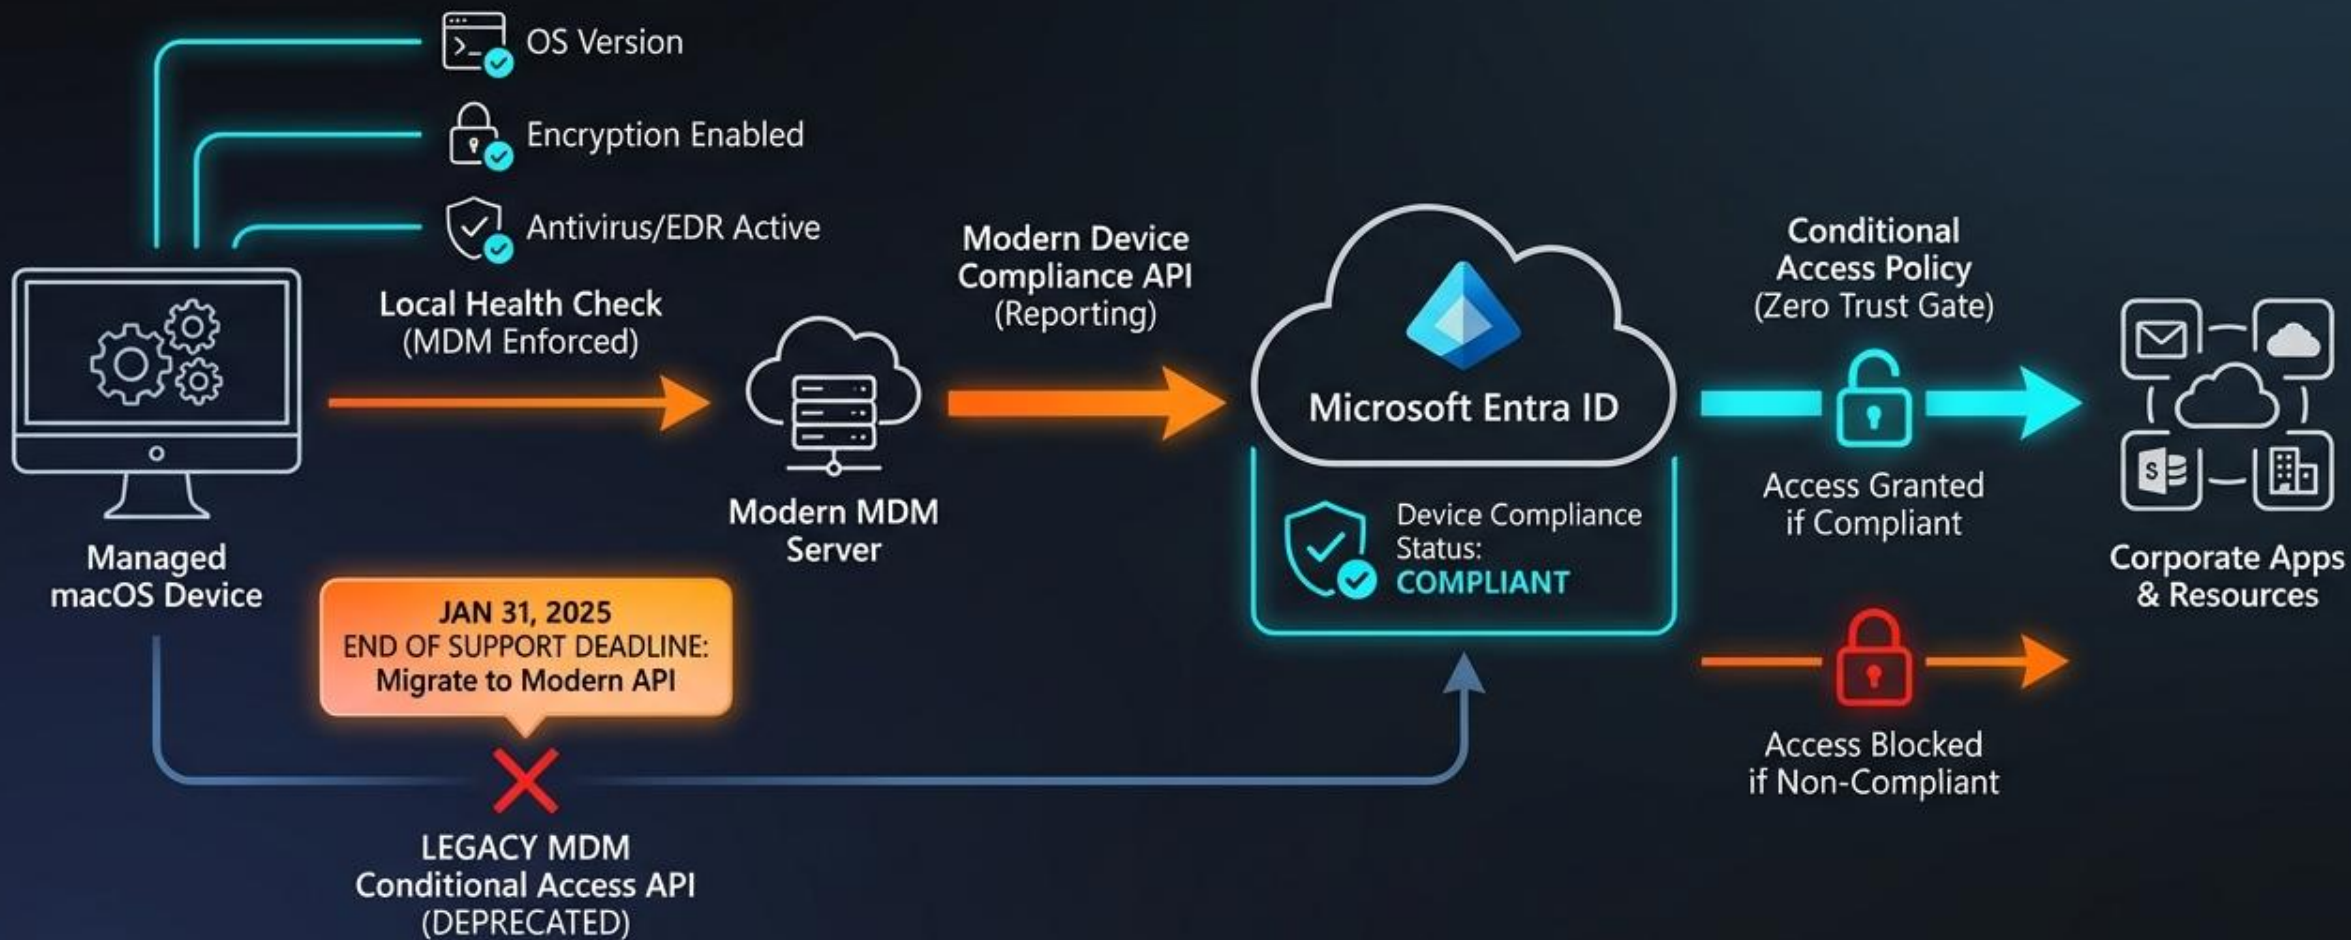 OS Version
Encryption Enabled
Antivirus/EDR Active
Local Health Check
(MDM Enforced)
Managed
macOS Device
Modern MDM
Server
Modern Device
Compliance API
(Reporting)
Microsoft Entra ID
Device Compliance
Status:
COMPLIANT
Conditional
Access Policy
(Zero Trust Gate)
Access Granted
if Compliant
Access Blocked
if Non-Compliant
S
Corporate Apps
& Resources
JAN 31, 2025
END OF SUPPORT DEADLINE:
Migrate to Modern API
LEGACY MDM
Conditional Access API
(DEPRECATED)